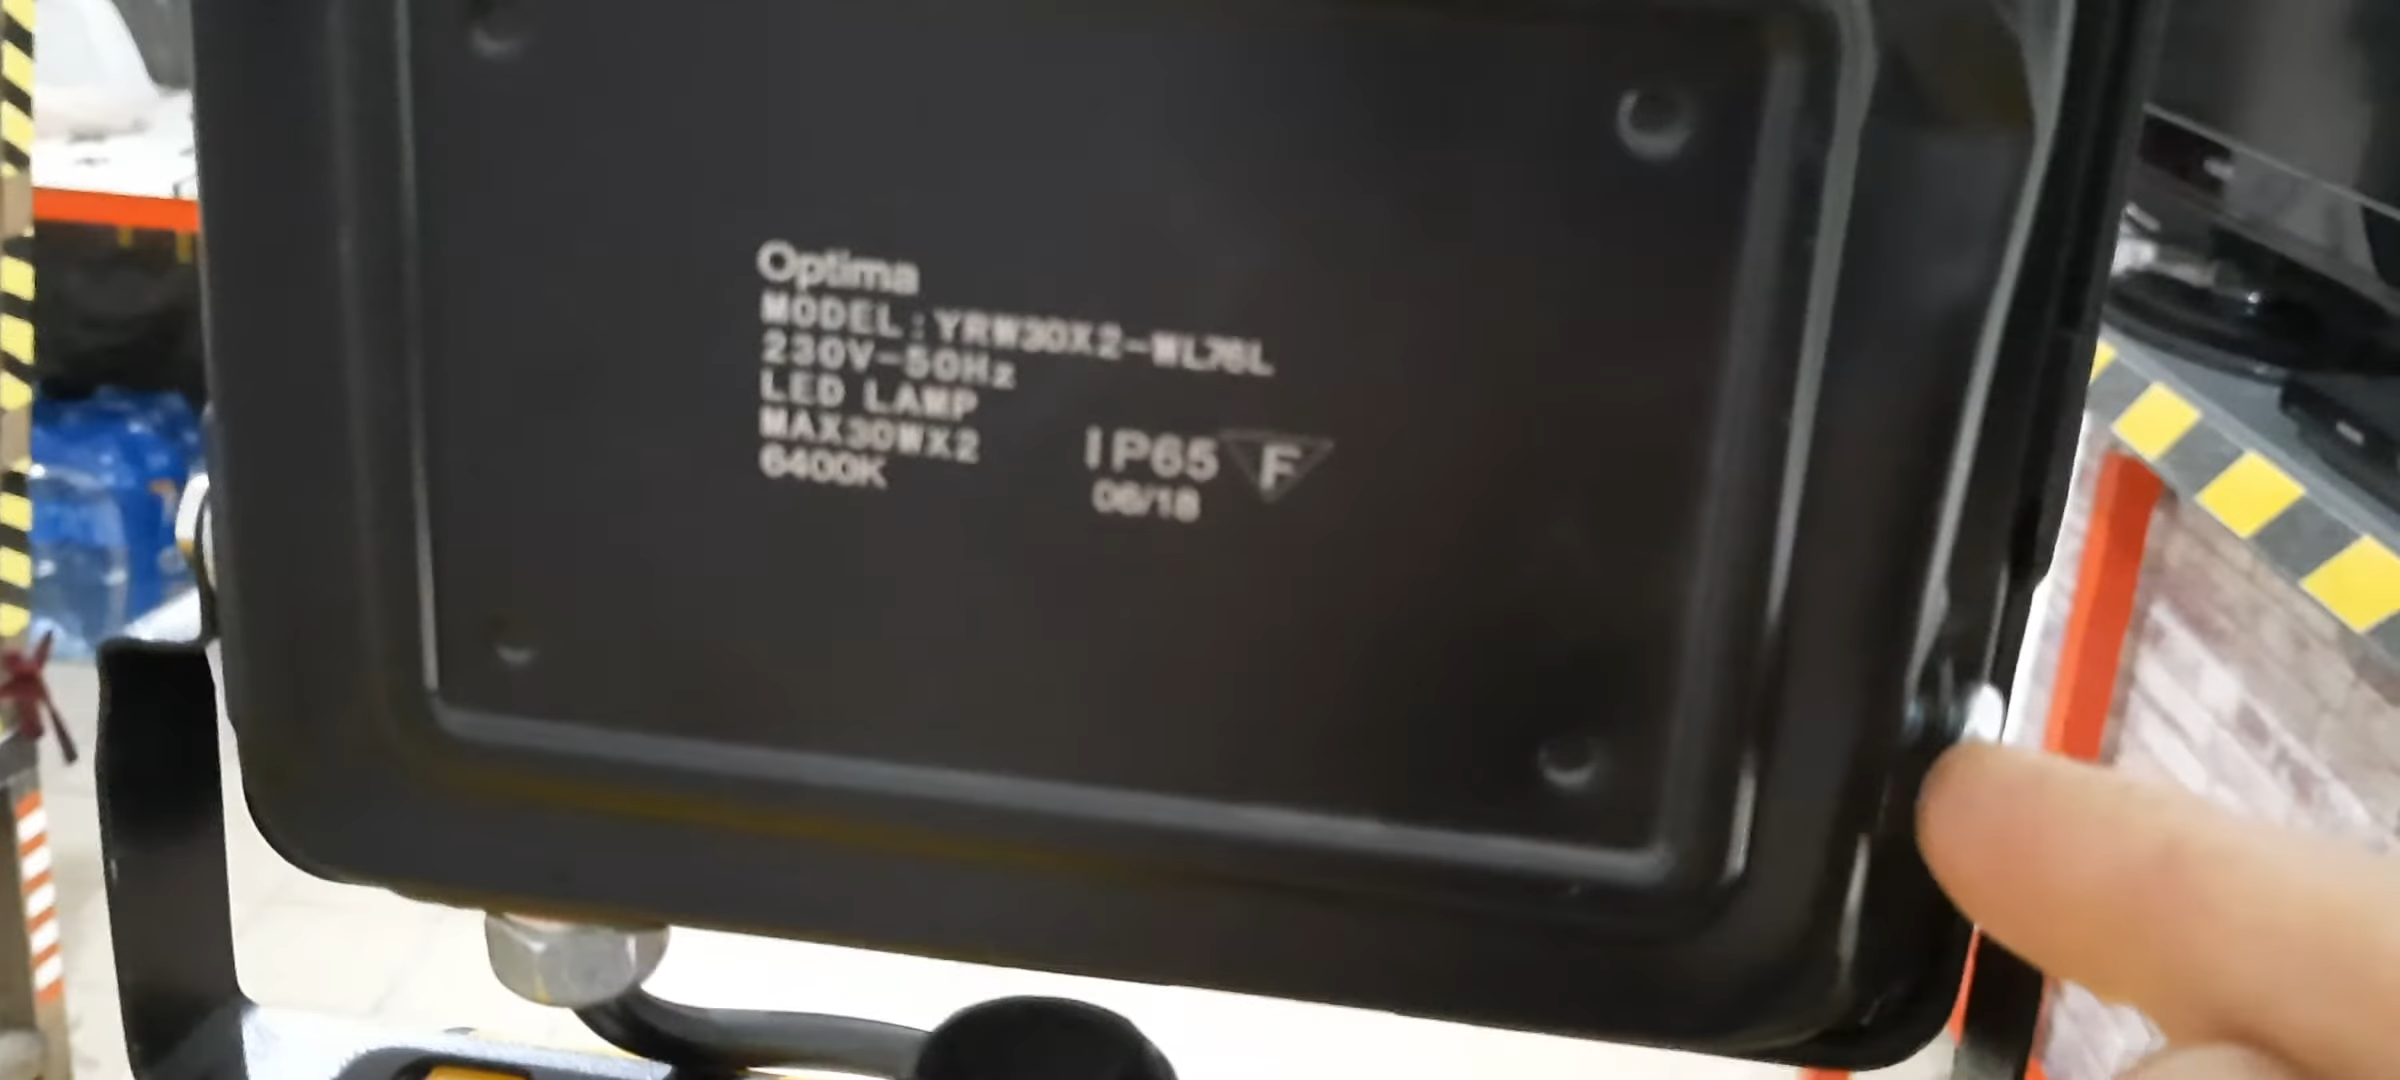 Optima
MODEL:YRW30X2-WL76L
230V-50Hz
LED LAMP
MAX30WX2
6400K
IP65 F
06/18